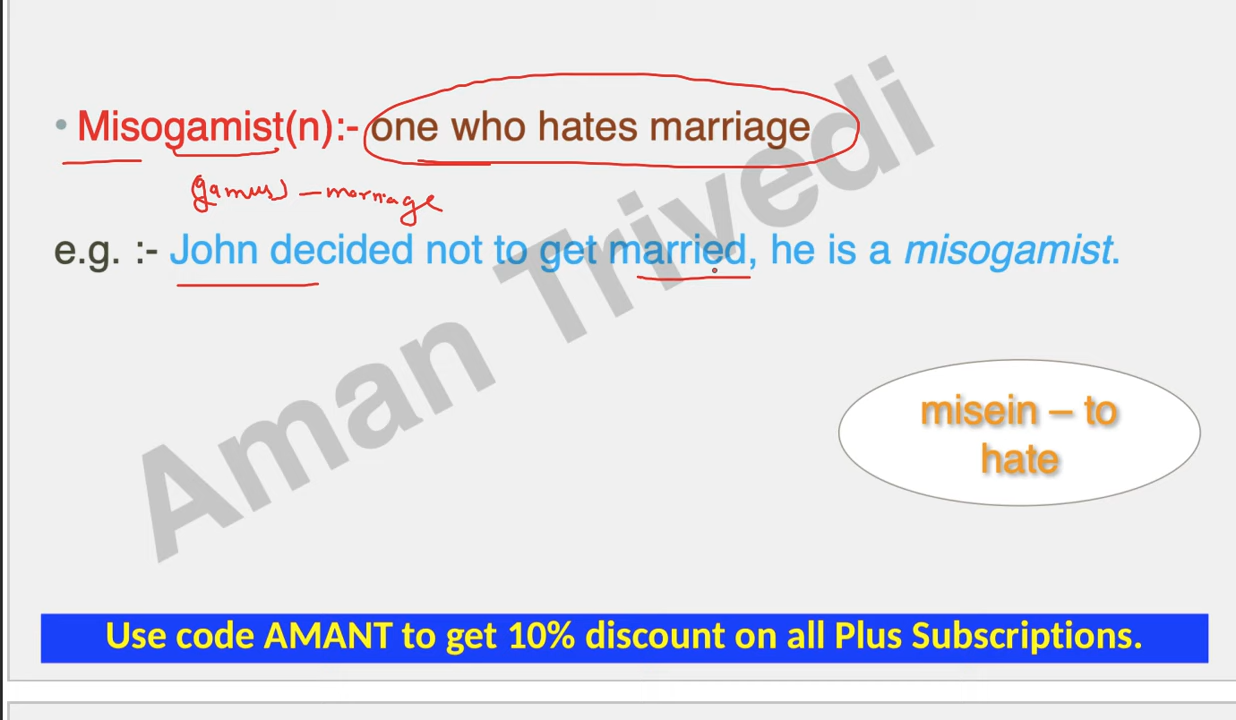 • Misogamist(n):- one who hates marriage
gamus – marriage
e.g. :- John decided not to get married, he is a misogamist.
Aman Trivedi
misein – to
hate
Use code AMANT to get 10% discount on all Plus Subscriptions.